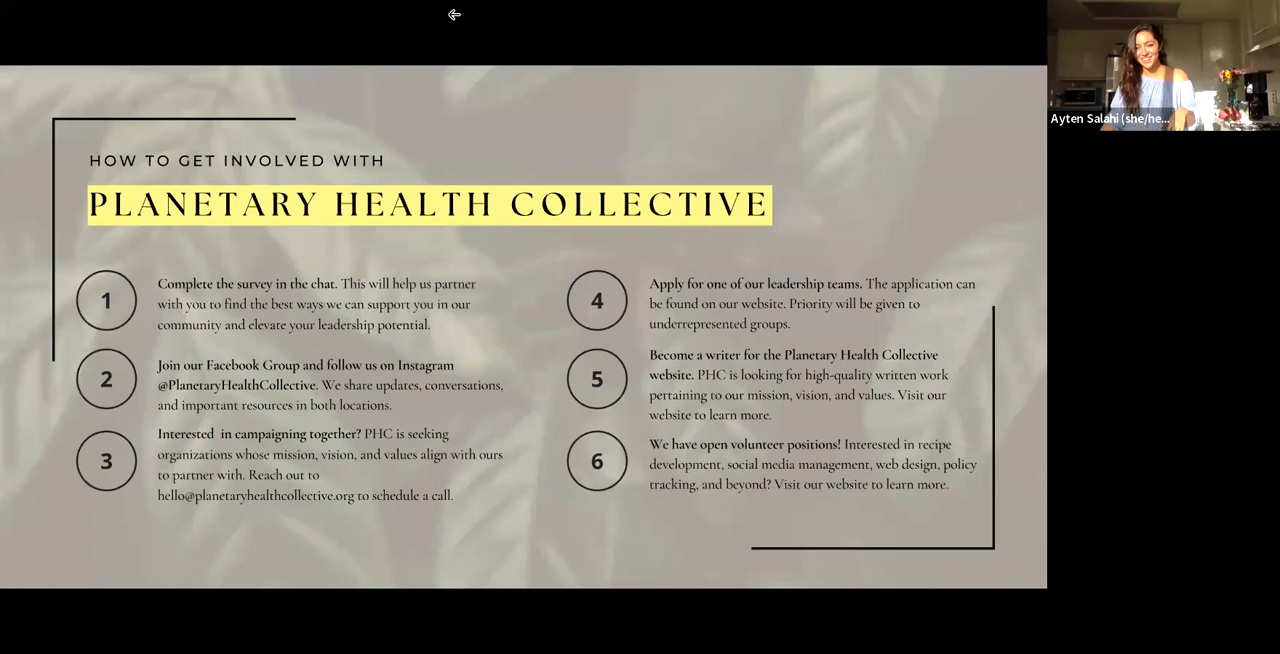 HOW TO GET INVOLVED WITH
PLANETARY HEALTH COLLECTIVE
1
Complete the survey in the chat. This will help us partner
with you to find the best ways we can support you in our
community and elevate your leadership potential.
2
Join our Facebook Group and follow us on Instagram
@PlanetaryHealthCollective. We share updates, conversations,
and important resources in both locations.
3
Interested in campaigning together? PHC is seeking
organizations whose mission, vision, and values align with ours
to partner with. Reach out to
hello@planetaryhealthcollective.org to schedule a call.
4
Apply for one of our leadership teams. The application can
be found on our website. Priority will be given to
underrepresented groups.
5
Become a writer for the Planetary Health Collective
website. PHC is looking for high-quality written work
pertaining to our mission, vision, and values. Visit our
website to learn more.
6
We have open volunteer positions! Interested in recipe
development, social media management, web design, policy
tracking, and beyond? Visit our website to learn more.
Ayten Salahi (she/he...